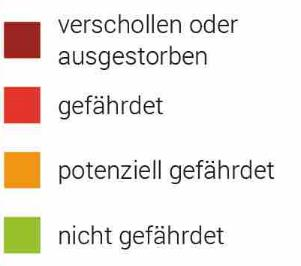 verschollen oder
ausgestorben
gefährdet
potenziell gefährdet
nicht gefährdet